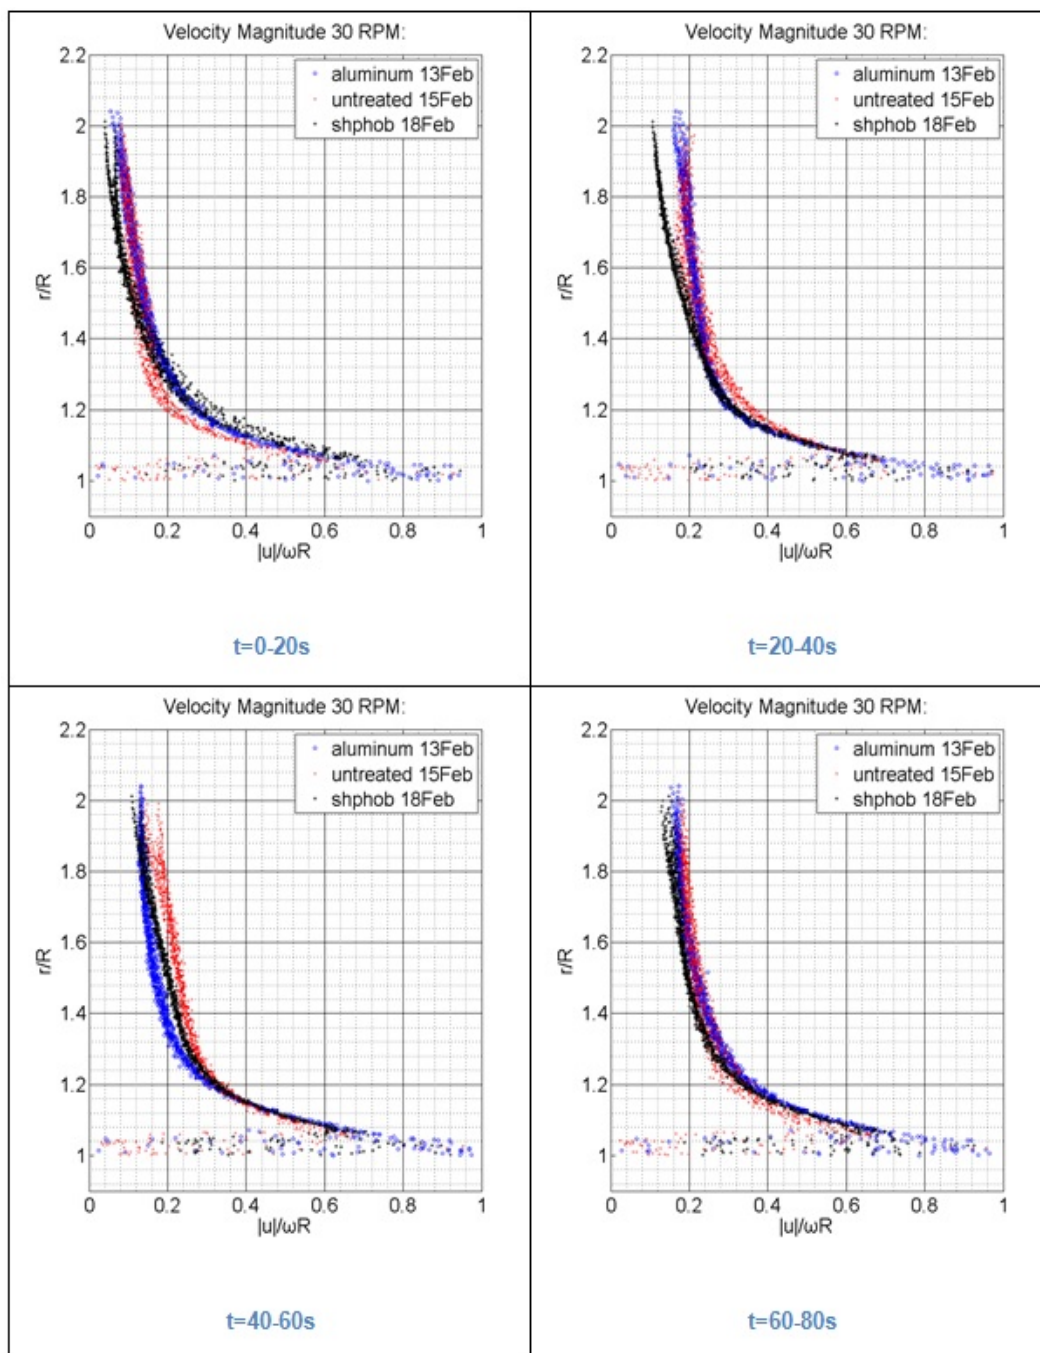 Velocity Magnitude 30 RPM:
2.2
2
1.8
1.6
1.4
1.2
1
r/R
aluminum 13Feb
untreated 15Feb
shphob 18Feb
0 0.2 0.4 0.6 0.8 1
|u|/ωR
t=0-20s
Velocity Magnitude 30 RPM:
2.2
2
1.8
1.6
1.4
1.2
1
r/R
aluminum 13Feb
untreated 15Feb
shphob 18Feb
0 0.2 0.4 0.6 0.8 1
|u|/ωR
t=20-40s
Velocity Magnitude 30 RPM:
2.2
2
1.8
1.6
1.4
1.2
1
r/R
aluminum 13Feb
untreated 15Feb
shphob 18Feb
0 0.2 0.4 0.6 0.8 1
|u|/ωR
t=40-60s
Velocity Magnitude 30 RPM:
2.2
2
1.8
1.6
1.4
1.2
1
r/R
aluminum 13Feb
untreated 15Feb
shphob 18Feb
0 0.2 0.4 0.6 0.8 1
|u|/ωR
t=60-80s